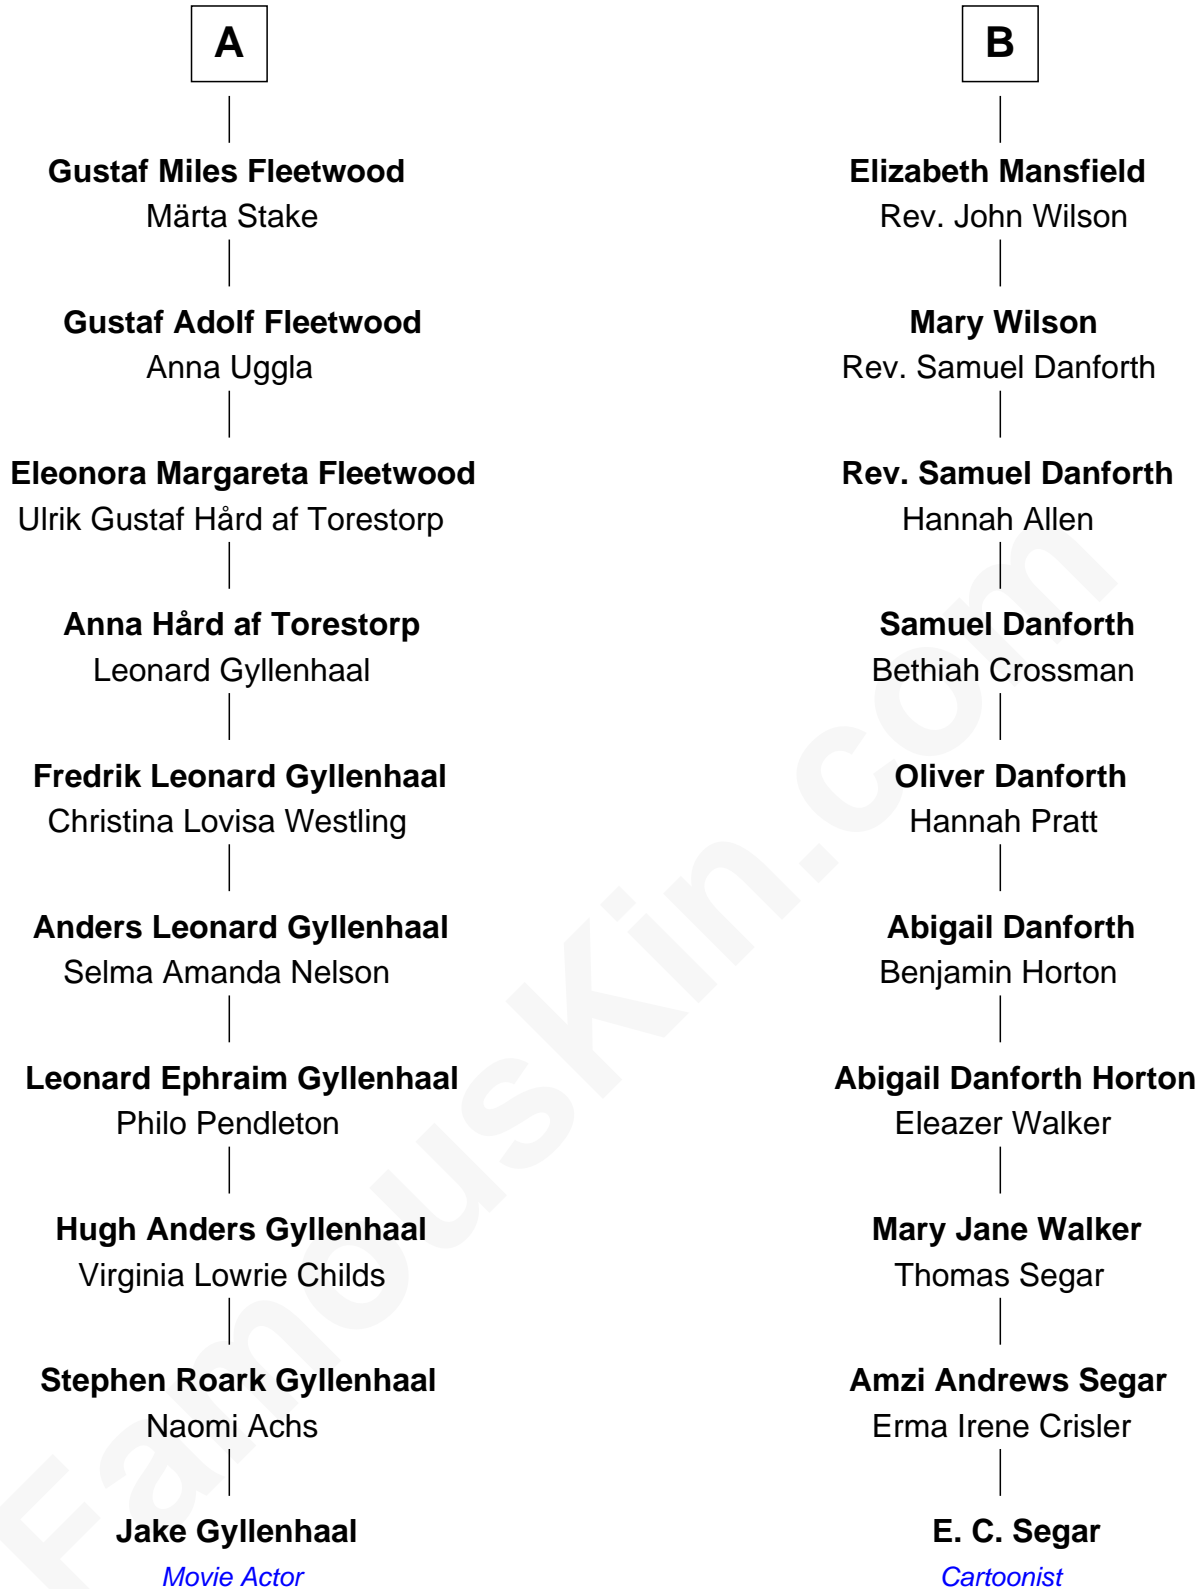 A
Gustaf Miles Fleetwood
Märta Stake
Gustaf Adolf Fleetwood
Anna Uggla
Eleonora Margareta Fleetwood
Ulrik Gustaf Hård af Torestorp
Anna Hård af Torestorp
Leonard Gyllenhaal
Fredrik Leonard Gyllenhaal
Christina Lovisa Westling
Anders Leonard Gyllenhaal
Selma Amanda Nelson
Leonard Ephraim Gyllenhaal
Philo Pendleton
Hugh Anders Gyllenhaal
Virginia Lowrie Childs
Stephen Roark Gyllenhaal
Naomi Achs
Jake Gyllenhaal
Movie Actor
B
Elizabeth Mansfield
Rev. John Wilson
Mary Wilson
Rev. Samuel Danforth
Rev. Samuel Danforth
Hannah Allen
Samuel Danforth
Bethiah Crossman
Oliver Danforth
Hannah Pratt
Abigail Danforth
Benjamin Horton
Abigail Danforth Horton
Eleazer Walker
Mary Jane Walker
Thomas Segar
Amzi Andrews Segar
Erma Irene Crisler
E. C. Segar
Cartoonist
FamousKin.com